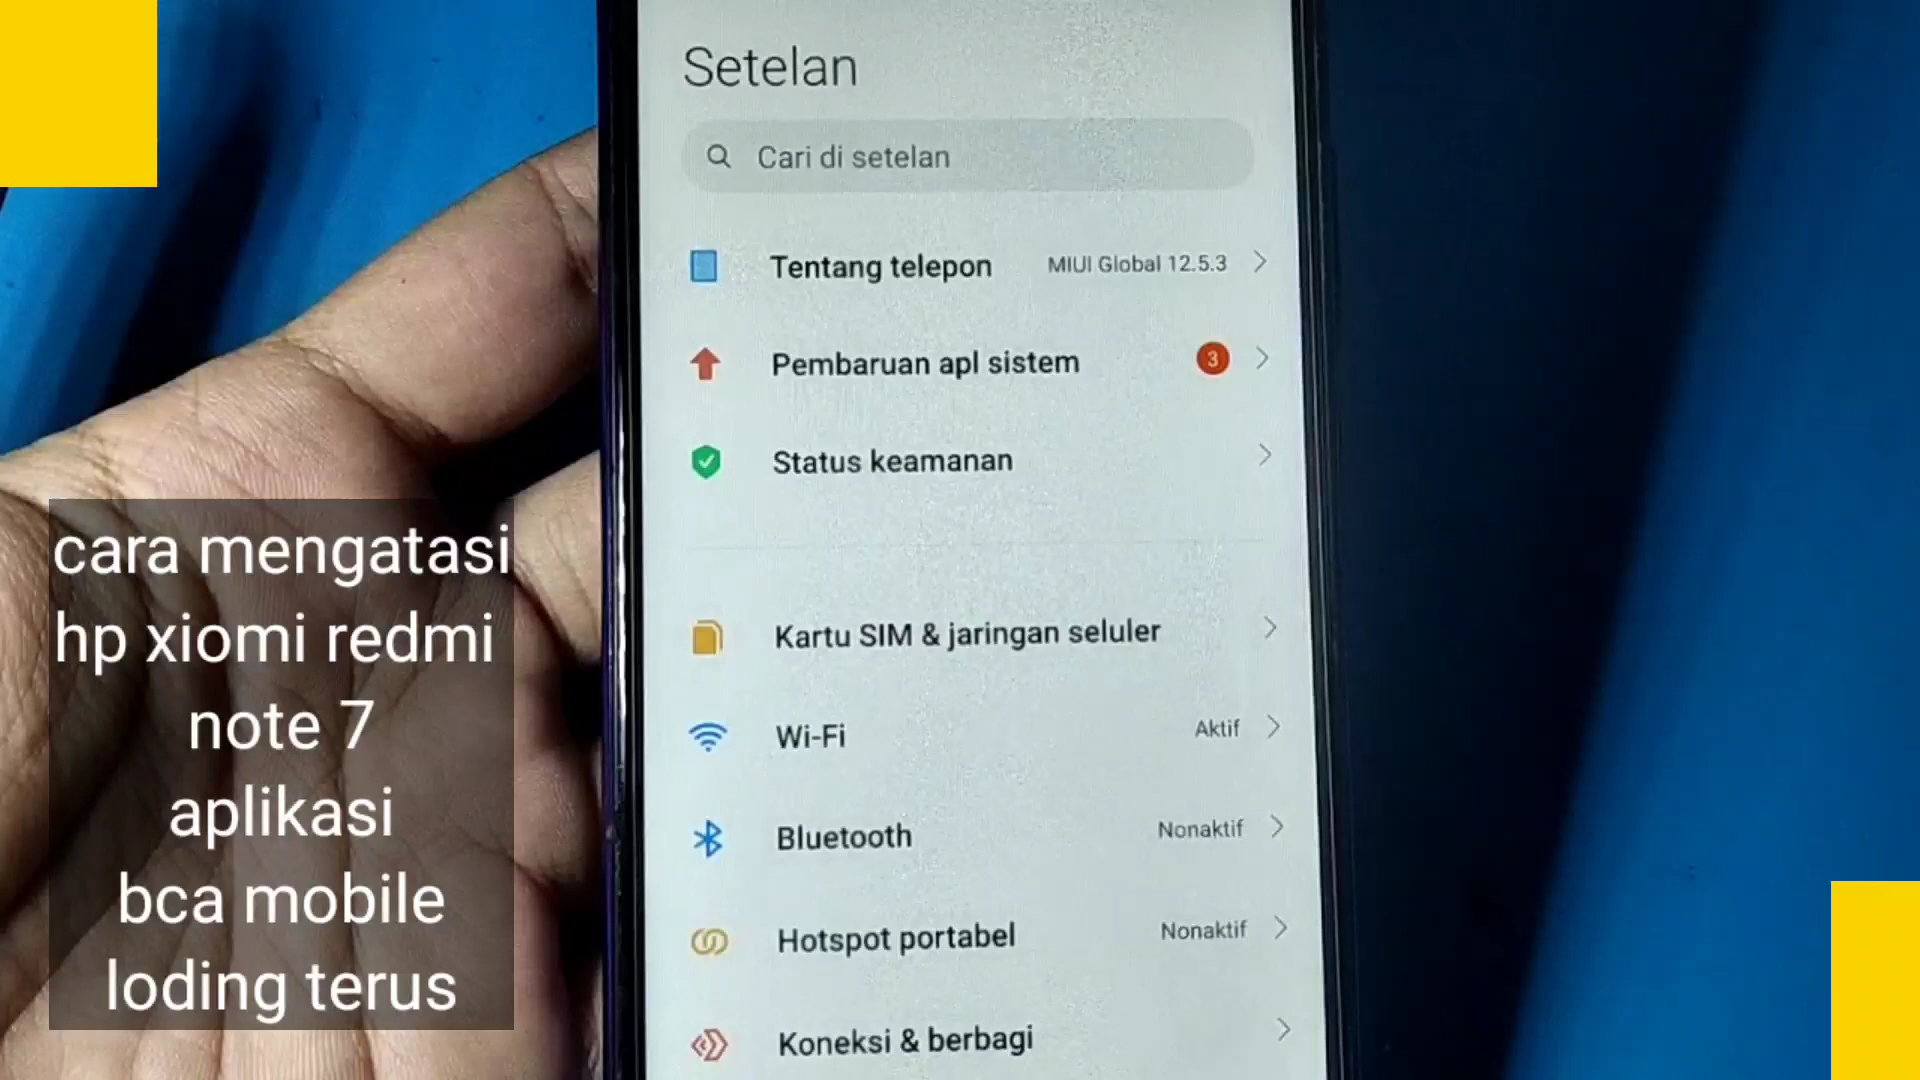 Setelan
Cari di setelan
Tentang telepon MIUI Global 12.5.3
Pembaruan apl sistem 3
Status keamanan
Kartu SIM & jaringan seluler
Wi-Fi Aktif
Bluetooth Nonaktif
Hotspot portabel Nonaktif
Koneksi & berbagi
cara mengatasi
hp xiomi redmi
note 7
aplikasi
bca mobile
loding terus